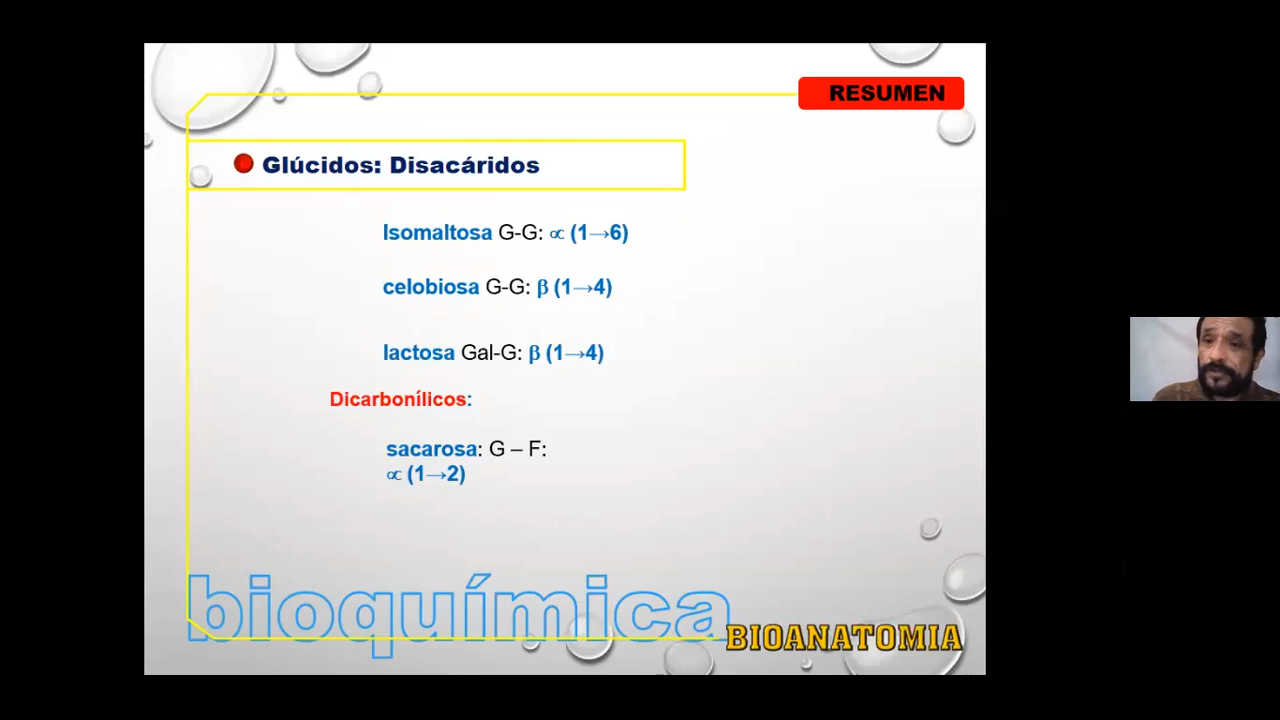 RESUMEN
Glúcidos: Disacáridos
Isomaltosa G-G: ∝ (1→6)
celobiosa G-G: β (1→4)
lactosa Gal-G: β (1→4)
Dicarbonílicos:
sacarosa: G – F:
∝ (1→2)
bioquímica
BIOANATOMIA